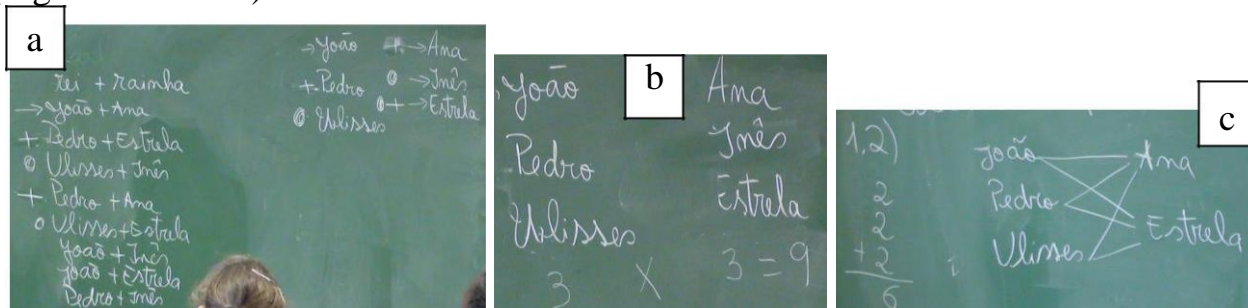 a
rei + rainha
→ João + Ana
+ Pedro + Estrela
Ulisses + Inês
+ Pedro + Ana
Ulisses + Estrela
João + Inês
João + Estrela
Pedro + Inês
→ João
+ Pedro
Ulisses
→ Ana
→ Inês
+ → Estrela
b
João
Pedro
Ulisses
Ana
Inês
Estrela
3 X 3 = 9
c
1.2)
2
2
+ 2
6
João
Pedro
Ulisses
Ana
Estrela